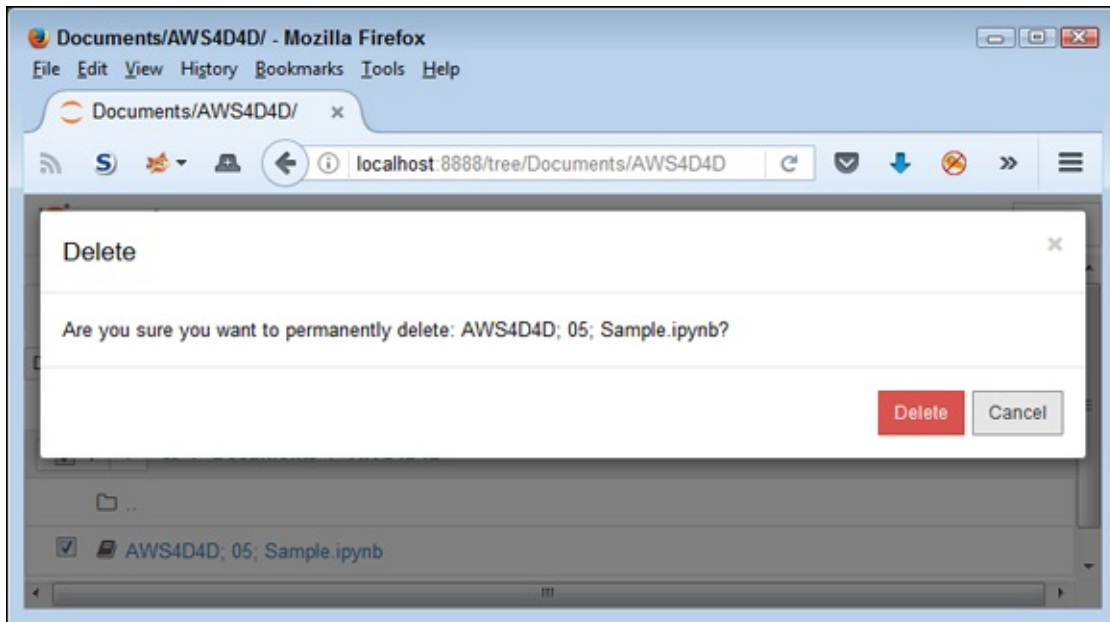 Documents/AWS4D4D/ - Mozilla Firefox
File Edit View History Bookmarks Tools Help
Documents/AWS4D4D/
localhost:8888/tree/Documents/AWS4D4D
Delete
Are you sure you want to permanently delete: AWS4D4D; 05; Sample.ipynb?
Delete Cancel
..
AWS4D4D; 05; Sample.ipynb